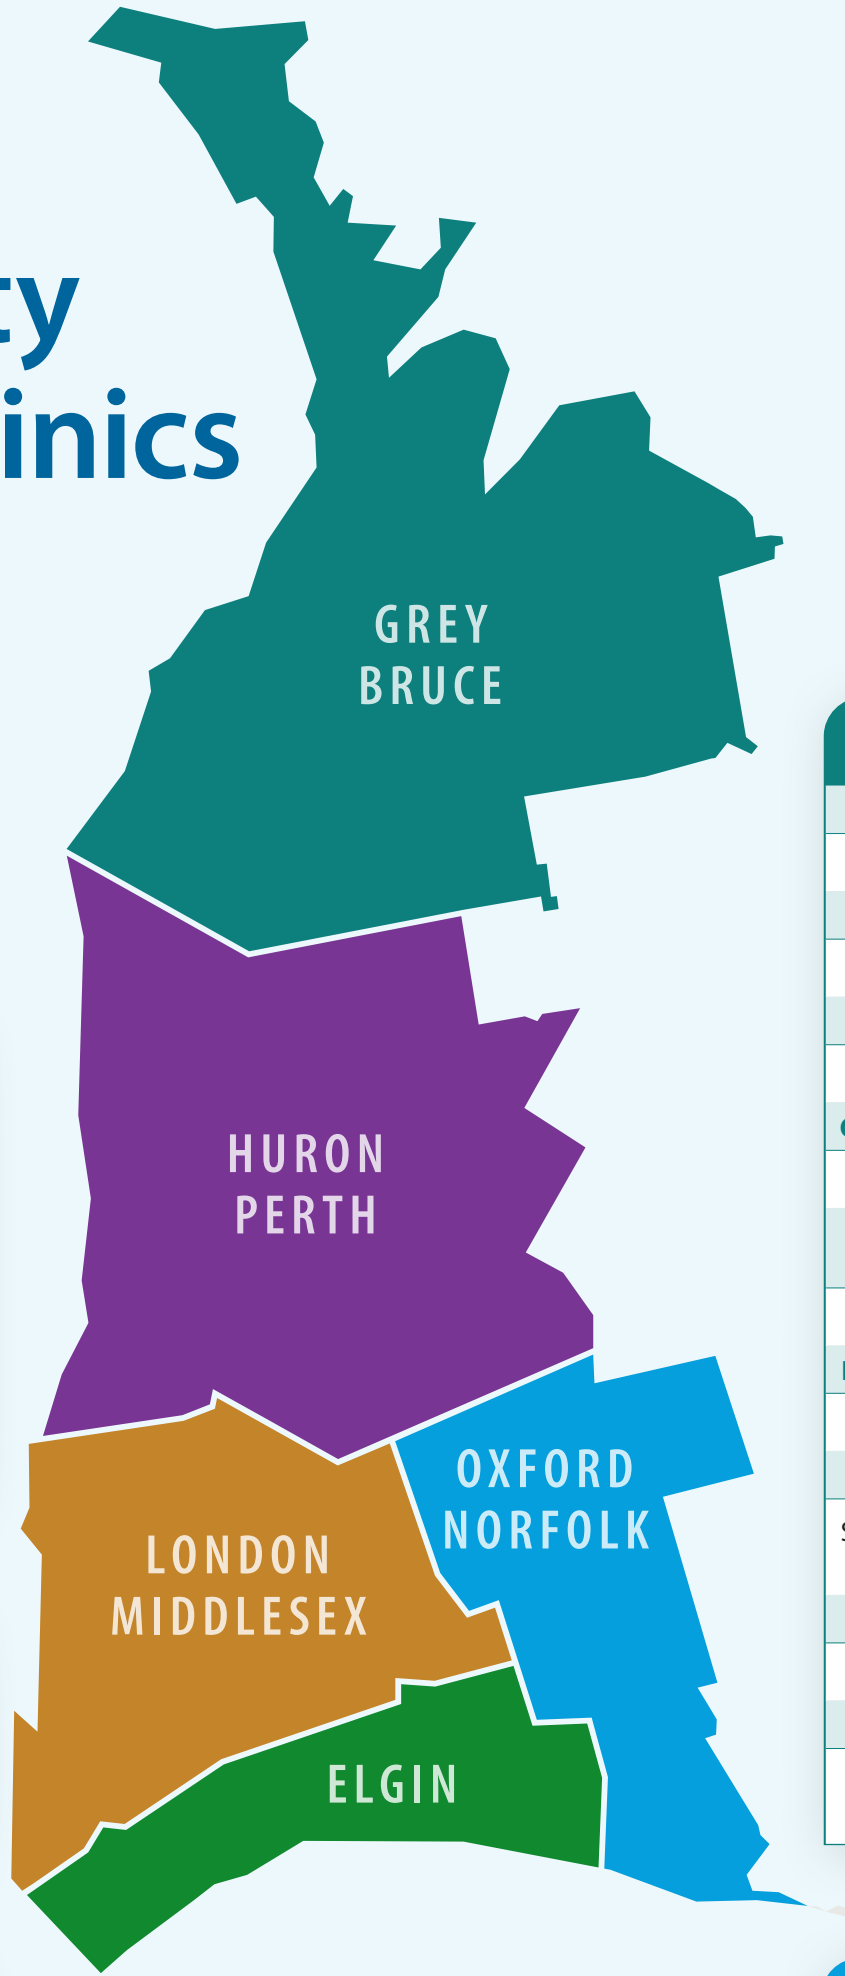 ty
inics
GREY
BRUCE
HURON
PERTH
OXFORD
NORFOLK
LONDON
MIDDLESEX
ELGIN
S